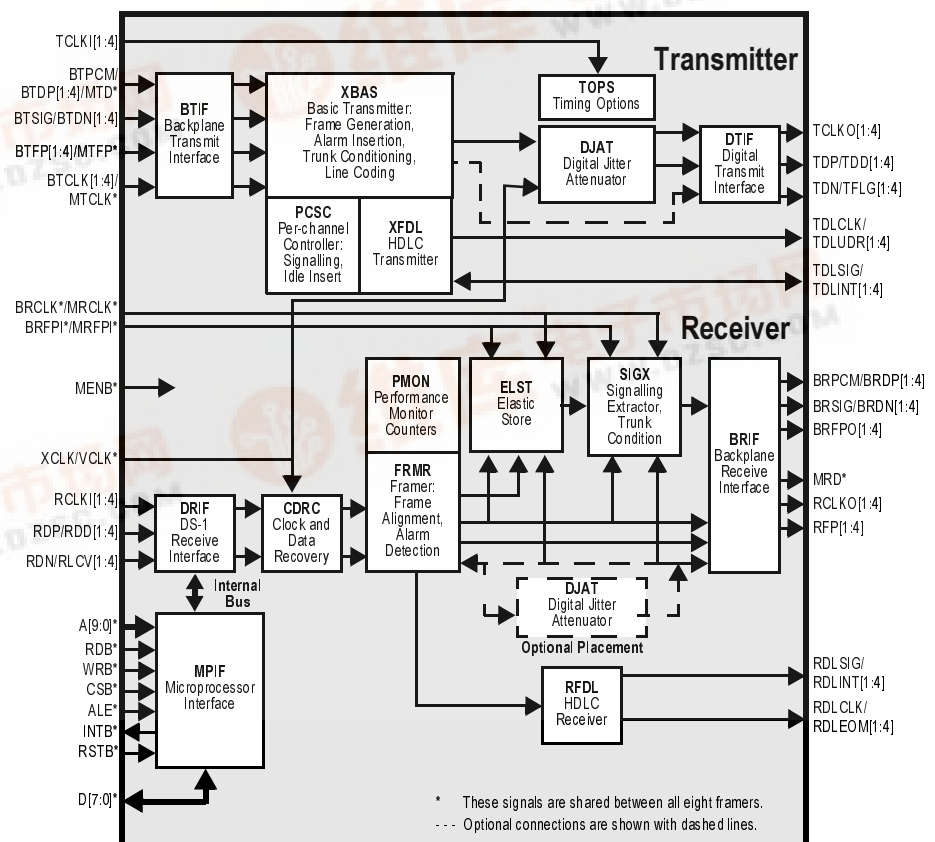 TCLKI[1:4]
Transmitter
BTPCM/
BTDP[1:4]/MTD*
BTSIG/BTDN[1:4]
BTFP[1:4]/MTFP*
BTCLK[1:4]/
MTCLK*
BTIF
Backplane
Transmit
Interface
XBAS
Basic Transmitter:
Frame Generation,
Alarm Insertion,
Trunk Conditioning,
Line Coding
PCSC
Per-channel
Controller:
Signalling,
Idle Insert
XFDL
HDLC
Transmitter
TOPS
Timing Options
DJAT
Digital Jitter
Attenuator
DTIF
Digital
Transmit
Interface
TCLKO[1:4]
TDP/TDD[1:4]
TDN/TFLG[1:4]
TDLCLK/
TDLUDR[1:4]
TDLSIG/
TDLINT[1:4]
BRCLK*/MRCLK*
BRFPI*/MRFPI*
Receiver
MENB*
XCLK/VCLK*
RCLKI[1:4]
RDP/RDD[1:4]
RDN/RLCV[1:4]
DRIF
DS-1
Receive
Interface
CDRC
Clock and
Data
Recovery
PMON
Performance
Monitor
Counters
FRMR
Framer:
Frame
Alignment,
Alarm
Detection
ELST
Elastic
Store
SIGX
Signalling
Extractor,
Trunk
Condition
BRIF
Backplane
Receive
Interface
BRPCM/BRDP[1:4]
BRSIG/BRDN[1:4]
BRFPO[1:4]
MRD*
RCLKO[1:4]
RFP[1:4]
Internal
Bus
DJAT
Digital Jitter
Attenuator
Optional Placement
A[9:0]*
RDB*
WRB*
CSB*
ALE*
INTB*
RSTB*
D[7:0]*
MPIF
Microprocessor
Interface
RFDL
HDLC
Receiver
RDLSIG/
RDLINT[1:4]
RDLCLK/
RDLEOM[1:4]
* These signals are shared between all eight framers.
- - - Optional connections are shown with dashed lines.